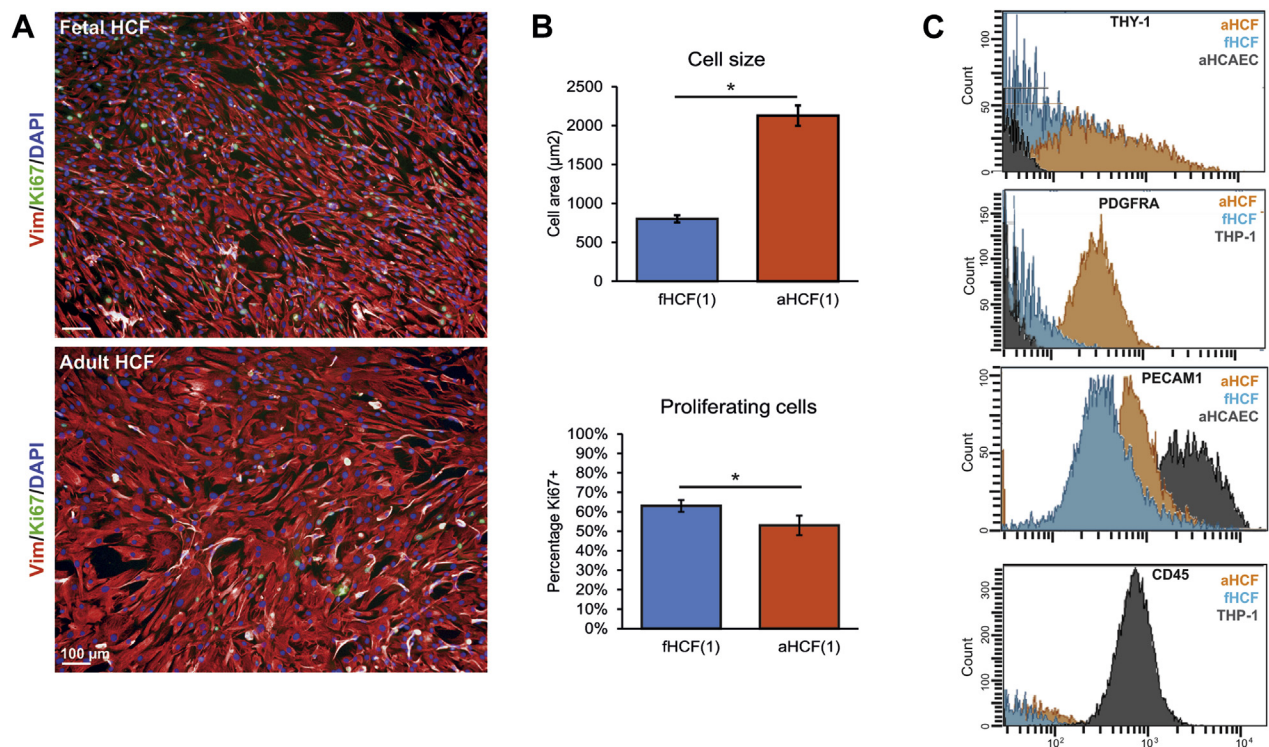 A
Fetal HCF
Vim/Ki67/DAPI
Adult HCF
Vim/Ki67/DAPI
100 µm
B
Cell size
*
2500
2000
1500
1000
500
0
Cell area (µm2)
fHCF(1)
aHCF(1)
Proliferating cells
*
100%
90%
80%
70%
60%
50%
40%
30%
20%
10%
0%
Percentage Ki67+
fHCF(1)
aHCF(1)
C
THY-1
aHCF
fHCF
aHCAEC
Count
100
50
0
PDGFRA
aHCF
fHCF
THP-1
Count
150
100
50
0
PECAM1
aHCF
fHCF
aHCAEC
Count
100
50
0
CD45
aHCF
fHCF
THP-1
Count
300
200
100
0
10²
10³
10⁴